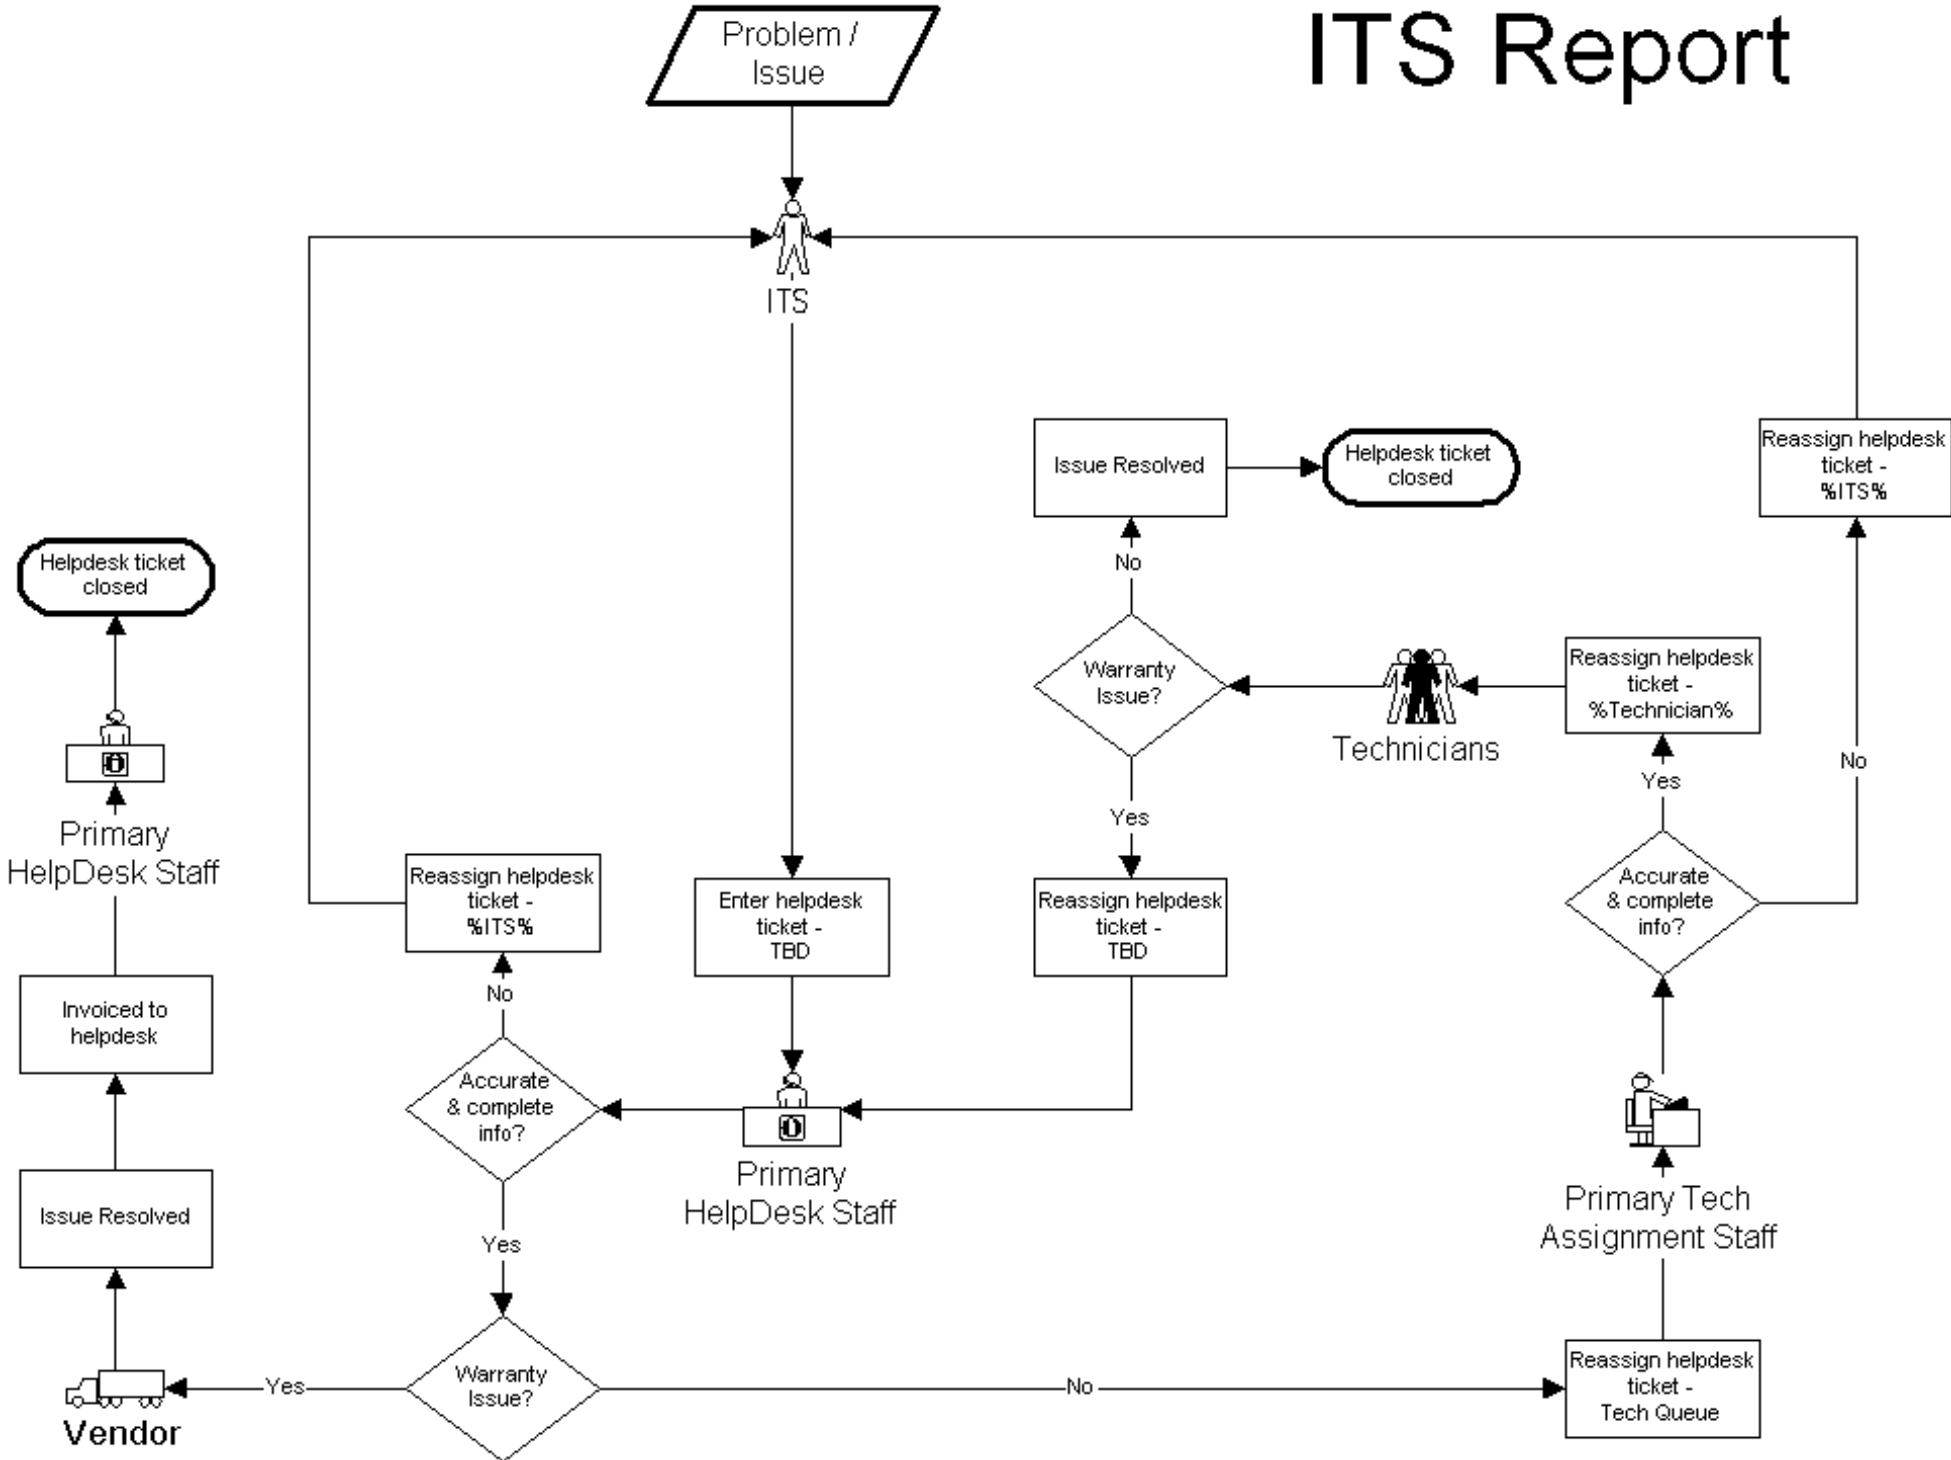 Problem /
Issue
ITS Report
ITS
Issue Resolved
Helpdesk ticket
closed
Reassign helpdesk
ticket -
%ITS%
No
Helpdesk ticket
closed
Warranty
Issue?
Technicians
Reassign helpdesk
ticket -
%Technician%
Yes
No
Yes
Primary
HelpDesk Staff
Reassign helpdesk
ticket -
%ITS%
Enter helpdesk
ticket -
TBD
Reassign helpdesk
ticket -
TBD
Accurate
& complete
info?
No
Invoiced to
helpdesk
Accurate
& complete
info?
Primary
HelpDesk Staff
Primary Tech
Assignment Staff
Issue Resolved
Yes
Warranty
Issue?
Yes
No
Reassign helpdesk
ticket -
Tech Queue
Vendor